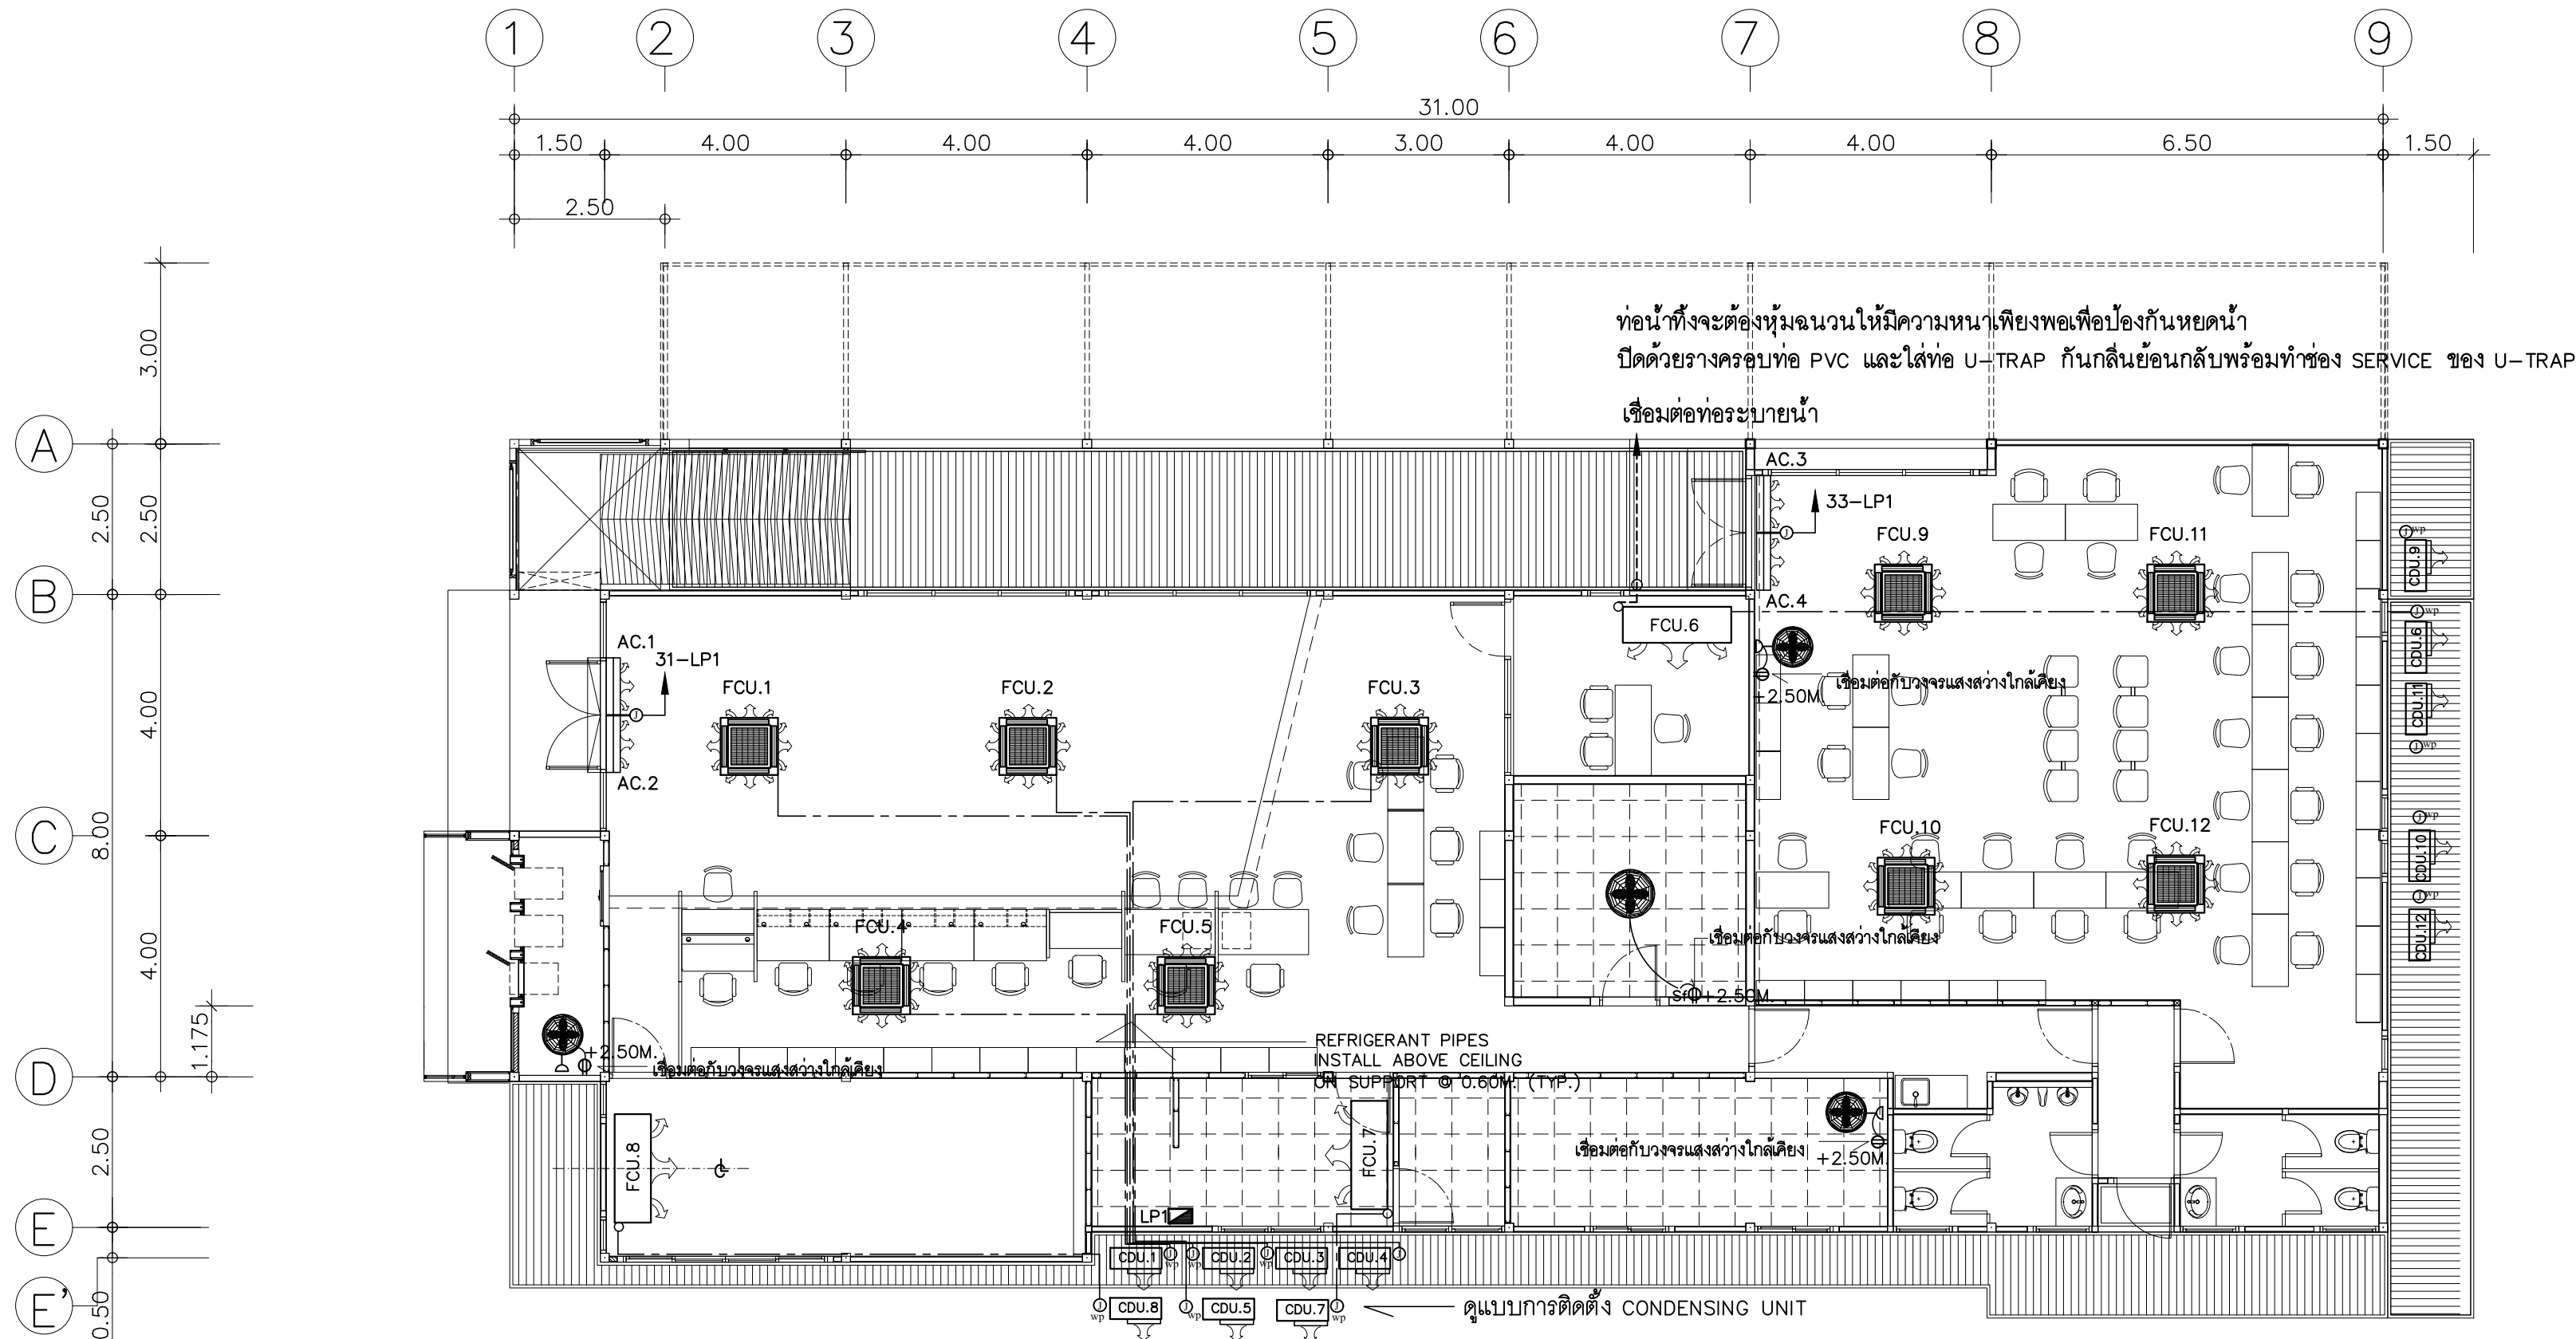 1 2 3 4 5 6 7 8 9
31.00
1.50 4.00 4.00 4.00 3.00 4.00 4.00 6.50 1.50
2.50
3.00
ท่อน้ำทิ้งจะต้องหุ้มฉนวนให้มีความหนาเพียงพอเพื่อป้องกันหยดน้ำ
ปิดด้วยรางครอบท่อ PVC และใส่ท่อ U-TRAP กันกลิ่นย้อนกลับพร้อมทำช่อง SERVICE ของ U-TRAP
เชื่อมต่อท่อระบายน้ำ
A
AC.3
33-LP1
2.50 2.50
FCU.9 FCU.11
wp
CDU.9
B
AC.4
wp
FCU.6
CDU.6
AC.1
31-LP1
FCU.1 FCU.2 FCU.3
เชื่อมต่อกับวงจรแสงสว่างใกล้เคียง
+2.50M.
CDU.11
wp
4.00
AC.2
C
8.00
wp
FCU.10 FCU.12
CDU.10
wp
FCU.4 FCU.5
เชื่อมต่อกับวงจรแสงสว่างใกล้เคียง
CDU.12
4.00
Sf +2.50M.
1.175
REFRIGERANT PIPES
INSTALL ABOVE CEILING
ON SUPPORT @ 0.60M. (TYP.)
+2.50M.
เชื่อมต่อกับวงจรแสงสว่างใกล้เคียง
D
2.50
FCU.8 FCU.7
เชื่อมต่อกับวงจรแสงสว่างใกล้เคียง
+2.50M.
LP1
E
CDU.1 wp CDU.2 wp CDU.3 CDU.4
E'
0.50
wp CDU.8 wp CDU.5 CDU.7 wp
ดูแบบการติดตั้ง CONDENSING UNIT